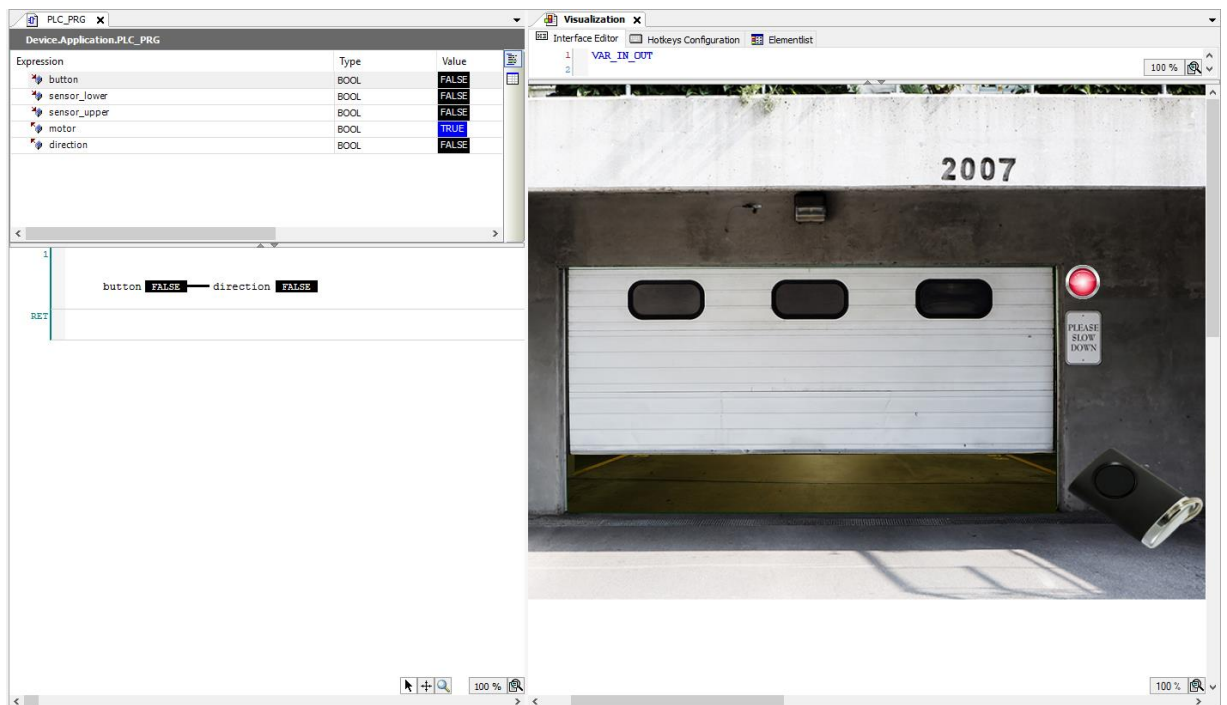 PLC_PRG
Device.Application.PLC_PRG
Expression Type Value
button BOOL FALSE
sensor_lower BOOL FALSE
sensor_upper BOOL FALSE
motor BOOL TRUE
direction BOOL FALSE
1
button FALSE direction FALSE
RET
100 %
Visualization
Interface Editor Hotkeys Configuration Elementlist
1 VAR_IN_OUT
2
100 %
2007
PLEASE
SLOW
DOWN
100 %